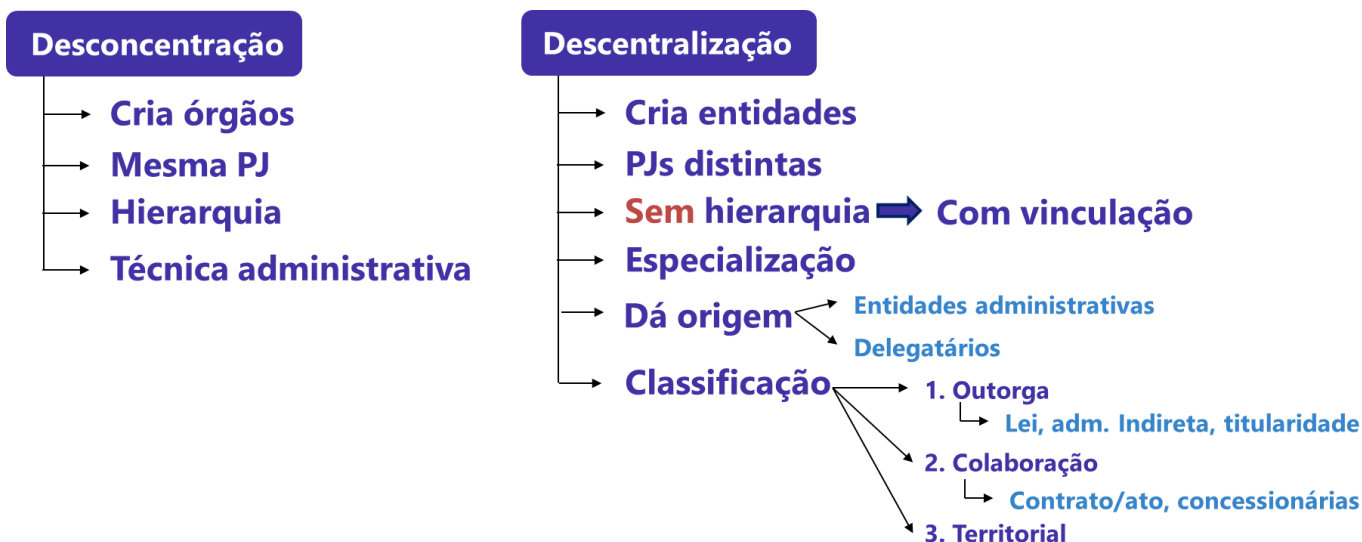 Desconcentração
Cria órgãos
Mesma PJ
Hierarquia
Técnica administrativa
Descentralização
Cria entidades
PJs distintas
Sem hierarquia Com vinculação
Especialização
Dá origem
Entidades administrativas
Delegatários
Classificação
1. Outorga
Lei, adm. Indireta, titularidade
2. Colaboração
Contrato/ato, concessionárias
3. Territorial